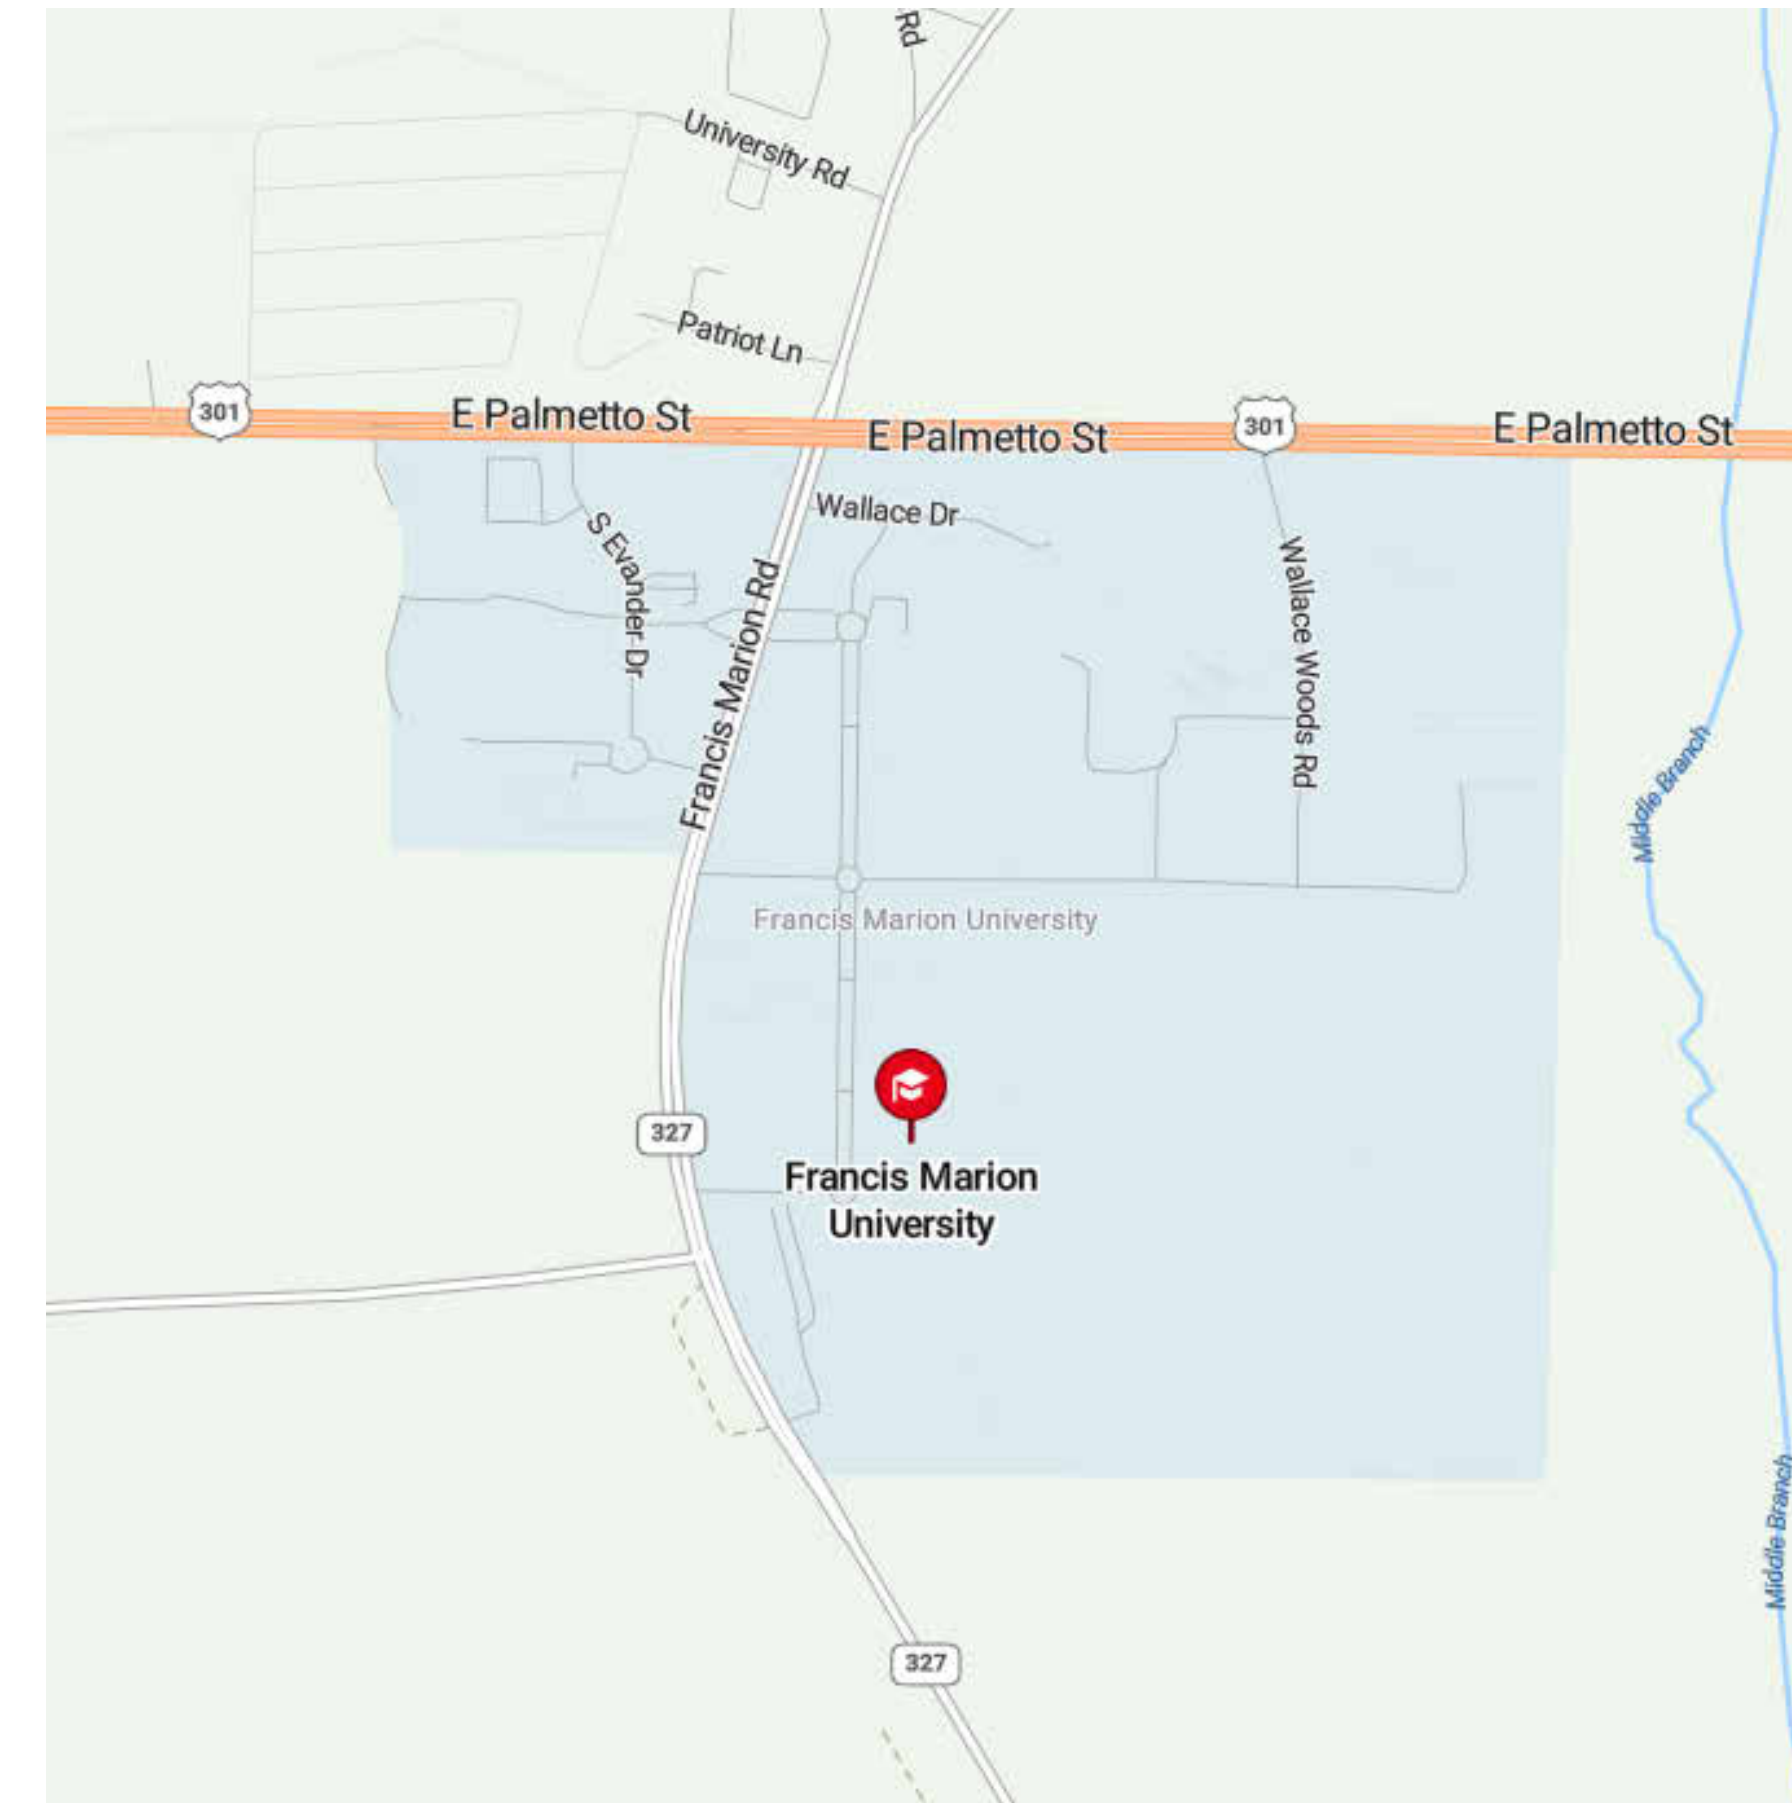 Rd
University Rd
Patriot Ln
301
E Palmetto St
E Palmetto St
301
E Palmetto St
Wallace Dr
S Evander Dr
Francis Marion Rd
Wallace Woods Rd
Middle Branch
Francis Marion University
327
Francis Marion
University
Middle Branch
327